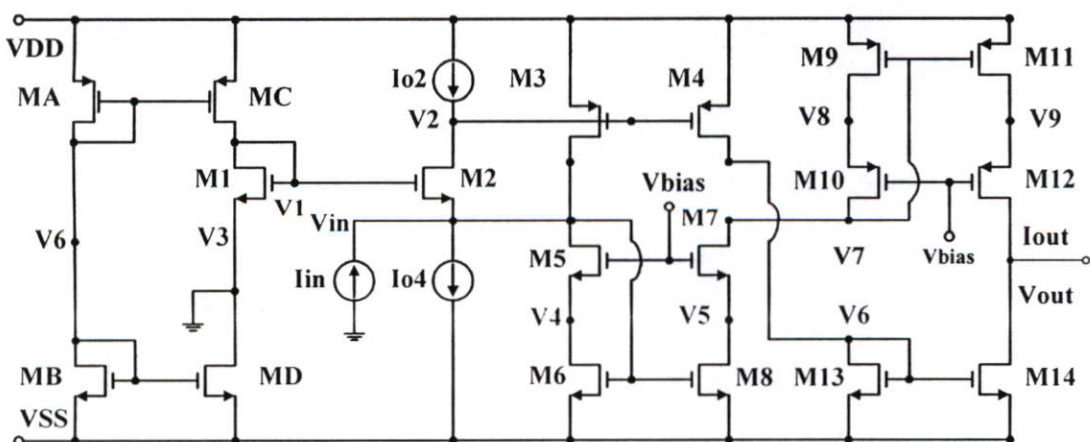 VDD
MA
MC
Io2
V2
M3
M4
M9
M11
V8
V9
M1
V1
M2
Vbias
M10
M12
V6
V3
Vin
Iin
Io4
M5
M7
V7
Vbias
Iout
Vout
V4
V5
V6
MB
MD
M6
M8
M13
M14
VSS